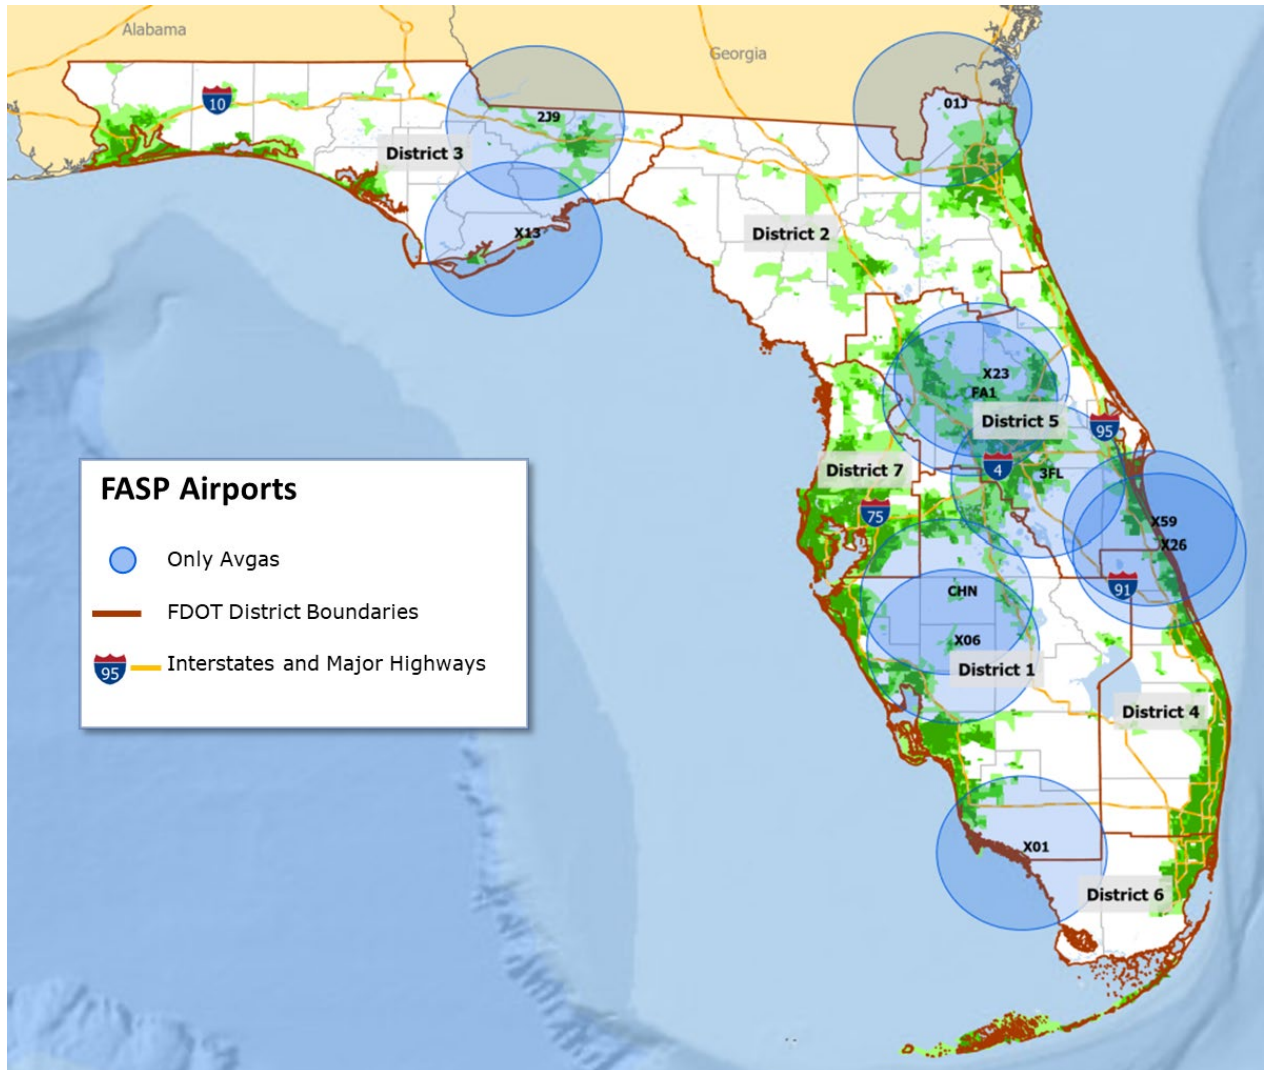 Alabama
Georgia
10
2J9
01J
District 3
X13
District 2
X23
FA1
District 5
95
District 7
4
3FL
75
X59
X26
91
CHN
X06
District 1
District 4
X01
District 6
FASP Airports
Only Avgas
FDOT District Boundaries
95
Interstates and Major Highways